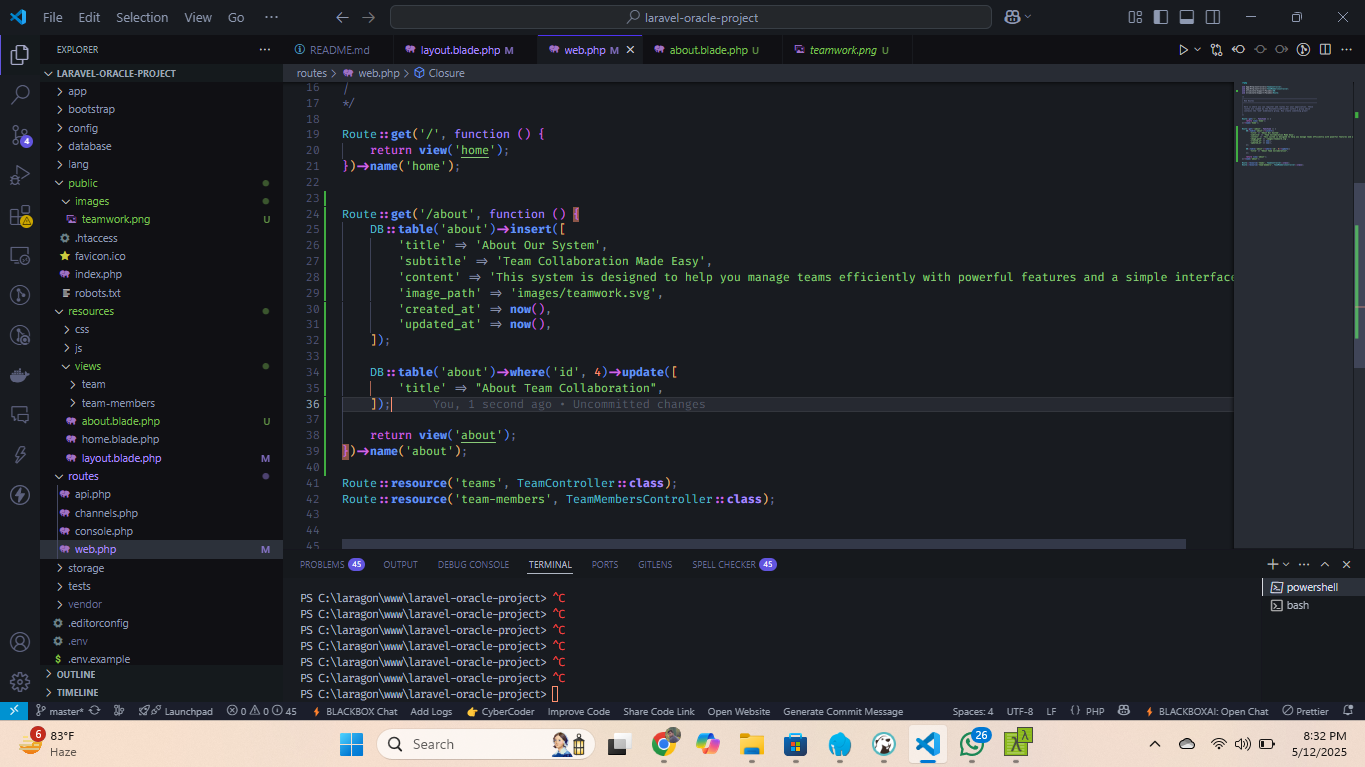 File Edit Selection View Go ··· laravel-oracle-project
EXPLORER ···
README.md layout.blade.php M web.php M about.blade.php U teamwork.png U
LARAVEL-ORACLE-PROJECT
app
bootstrap
config
database
lang
public
images
teamwork.png U
.htaccess
favicon.ico
index.php
robots.txt
resources
css
js
views
team
team-members
about.blade.php U
home.blade.php
layout.blade.php M
routes
api.php
channels.php
console.php
web.php M
storage
tests
vendor
.editorconfig
.env
.env.example
OUTLINE
TIMELINE
4
routes > web.php > Closure
16 /
17 */
18
19 Route::get('/', function () {
20 return view('home');
21 })->name('home');
22
23
24 Route::get('/about', function () {
25 DB::table('about')->insert([
26 'title' => 'About Our System',
27 'subtitle' => 'Team Collaboration Made Easy',
28 'content' => 'This system is designed to help you manage teams efficiently with powerful features and a simple interface
29 'image_path' => 'images/teamwork.svg',
30 'created_at' => now(),
31 'updated_at' => now(),
32 ]);
33
34 DB::table('about')->where('id', 4)->update([
35 'title' => "About Team Collaboration",
36 ]); You, 1 second ago • Uncommitted changes
37
38 return view('about');
39 })->name('about');
40
41 Route::resource('teams', TeamController::class);
42 Route::resource('team-members', TeamMembersController::class);
43
44
45
PROBLEMS 45 OUTPUT DEBUG CONSOLE TERMINAL PORTS GITLENS SPELL CHECKER 45
PS C:\laragon\www\laravel-oracle-project> ^C
PS C:\laragon\www\laravel-oracle-project> ^C
PS C:\laragon\www\laravel-oracle-project> ^C
PS C:\laragon\www\laravel-oracle-project> ^C
PS C:\laragon\www\laravel-oracle-project> ^C
PS C:\laragon\www\laravel-oracle-project> ^C
PS C:\laragon\www\laravel-oracle-project>
powershell
bash
master* Launchpad 0 0 45 BLACKBOX Chat Add Logs CyberCoder Improve Code Share Code Link Open Website Generate Commit Message Spaces: 4 UTF-8 LF {} PHP BLACKBOXAI: Open Chat Prettier
6 83°F
Haze
Search
26
8:32 PM
5/12/2025